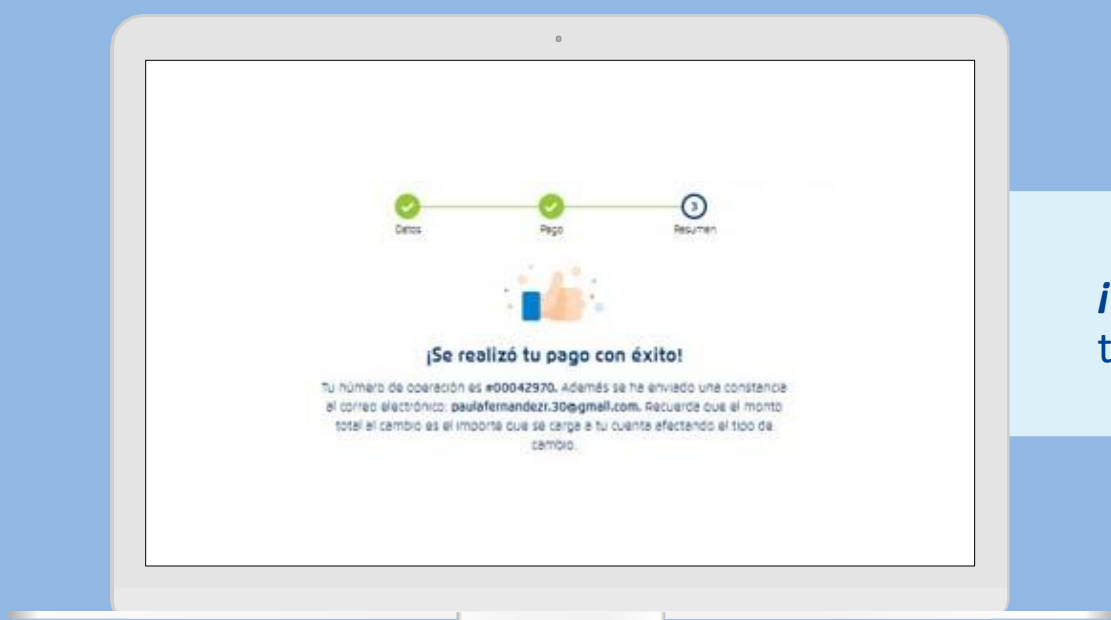 3
Datos
Pago
Resumen
¡Se realizó tu pago con éxito!
Tu número de operación es #00042970. Además se ha enviado una constancia
al correo electrónico: paulafernandezr.30@gmail.com. Recuerda que el monto
total al cambio es el importe que se carga a tu cuenta afectando el tipo de
cambio.
¡
t